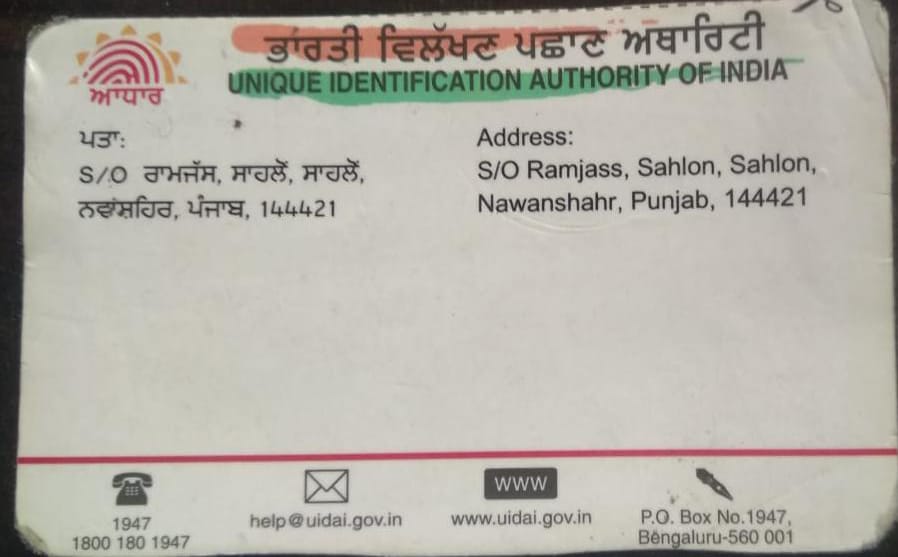 ਭਾਰਤੀ ਵਿਲੱਖਣ ਪਛਾਣ ਅਥਾਰਿਟੀ
UNIQUE IDENTIFICATION AUTHORITY OF INDIA
ਆਧਾਰ
ਪਤਾ:
S/O ਰਾਮਜੱਸ, ਸਾਹਲੋਂ, ਸਾਹਲੋਂ,
ਨਵਾਂਸ਼ਹਿਰ, ਪੰਜਾਬ, 144421
Address:
S/O Ramjass, Sahlon, Sahlon,
Nawanshahr, Punjab, 144421
1947
1800 180 1947
help@uidai.gov.in
WWW
www.uidai.gov.in
P.O. Box No.1947,
Bengaluru-560 001